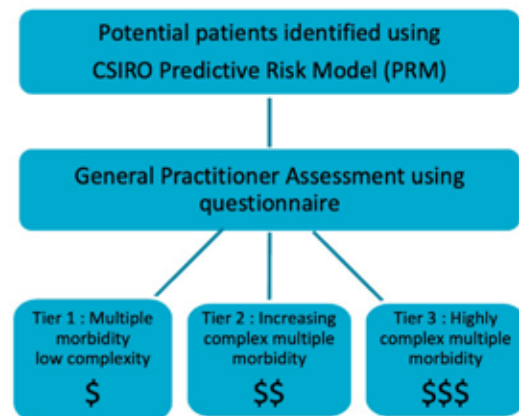 Potential patients identified using
CSIRO Predictive Risk Model (PRM)
General Practitioner Assessment using
questionnaire
Tier 1 : Multiple
morbidity
low complexity
$
Tier 2 : Increasing
complex multiple
morbidity
$$
Tier 3 : Highly
complex multiple
morbidity
$$$